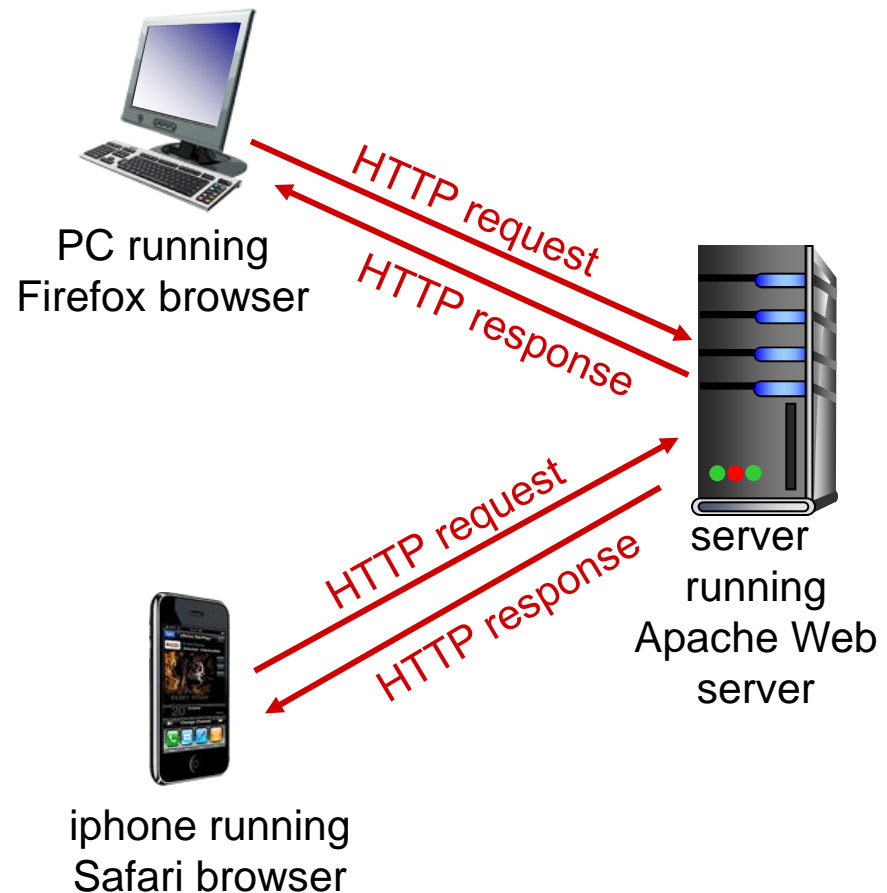 HTTP request
HTTP response
PC running
Firefox browser
HTTP request
HTTP response
server
running
Apache Web
server
iphone running
Safari browser